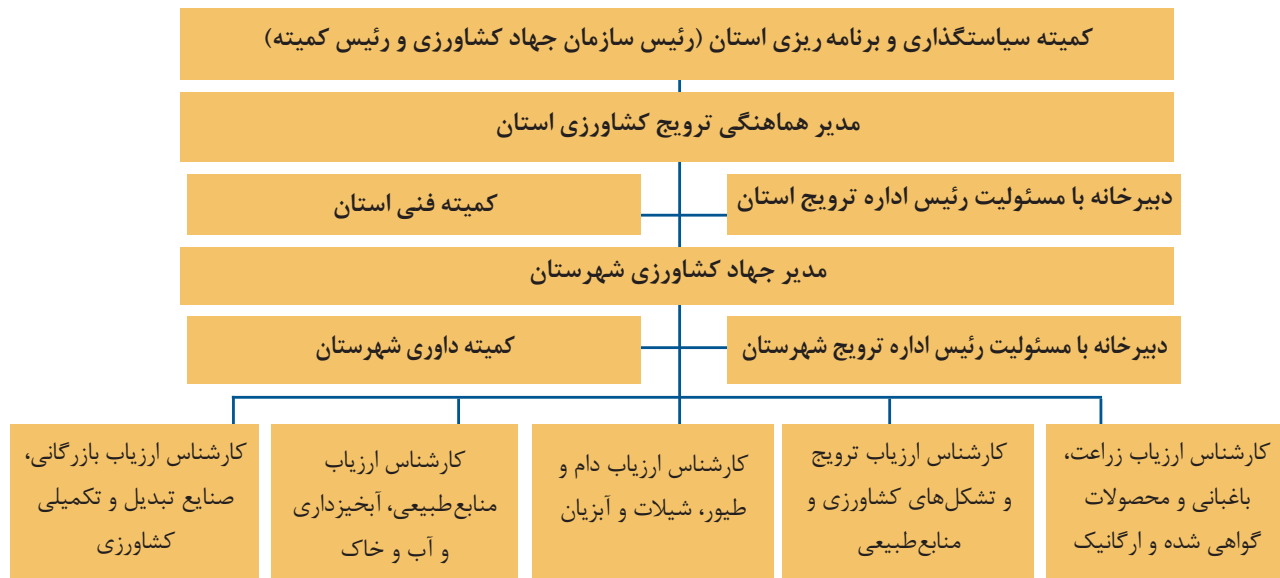 کمیته سیاستگذاری و برنامه ریزی استان (رئیس سازمان جهاد کشاورزی و رئیس کمیته)
مدیر هماهنگی ترویج کشاورزی استان
دبیرخانه با مسئولیت رئیس اداره ترویج استان
کمیته فنی استان
مدیر جهاد کشاورزی شهرستان
دبیرخانه با مسئولیت رئیس اداره ترویج شهرستان
کمیته داوری شهرستان
کارشناس ارزیاب زراعت،
باغبانی و محصولات
گواهی شده و ارگانیک
کارشناس ارزیاب ترویج
و تشکل‌های کشاورزی و
منابع‌طبیعی
کارشناس ارزیاب دام و
طیور، شیلات و آبزیان
کارشناس ارزیاب
منابع‌طبیعی، آبخیزداری
و آب و خاک
کارشناس ارزیاب بازرگانی،
صنایع تبدیل و تکمیلی
کشاورزی